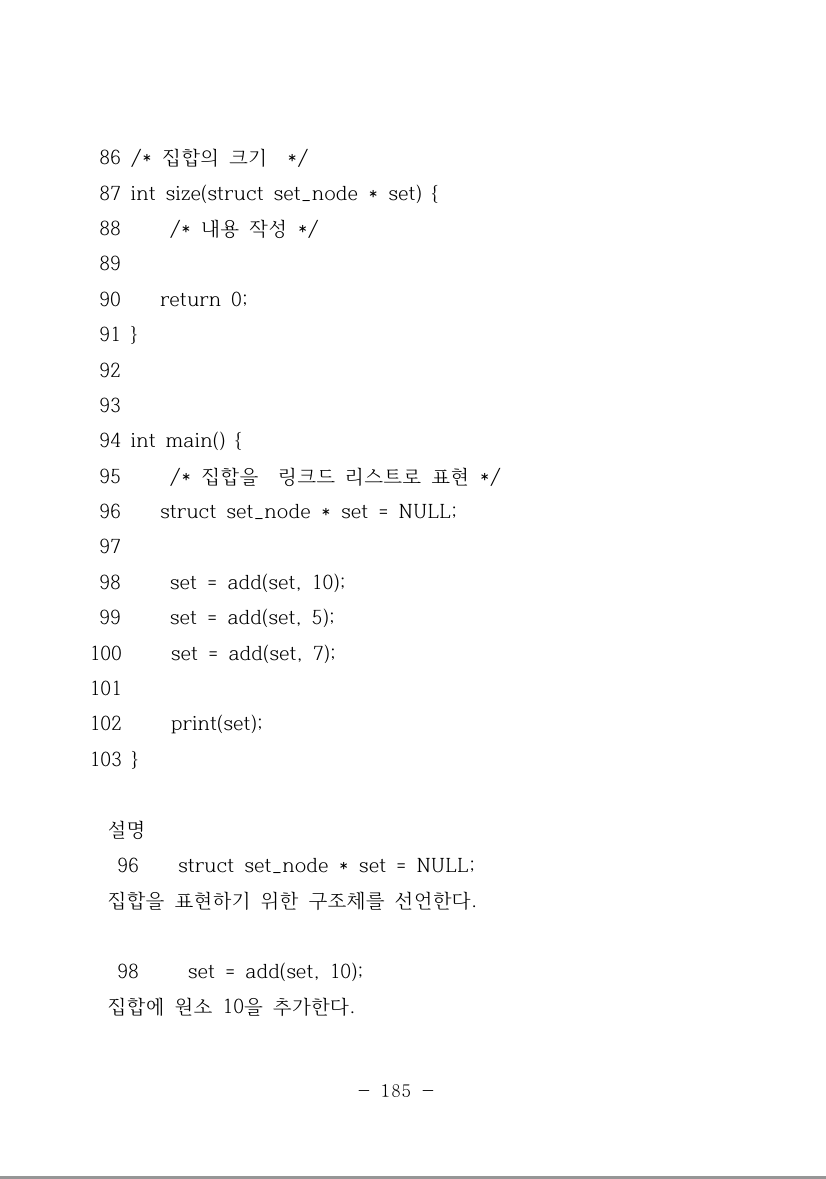 86 /* 집합의 크기  */
87 int size(struct set_node * set) {
88     /* 내용 작성 */
89
90    return 0;
91 }
92
93
94 int main() {
95     /* 집합을  링크드 리스트로 표현 */
96    struct set_node * set = NULL;
97
98     set = add(set, 10);
99     set = add(set, 5);
100     set = add(set, 7);
101
102     print(set);
103 }
설명
96    struct set_node * set = NULL;
집합을 표현하기 위한 구조체를 선언한다.
98     set = add(set, 10);
집합에 원소 10을 추가한다.
- 185 -